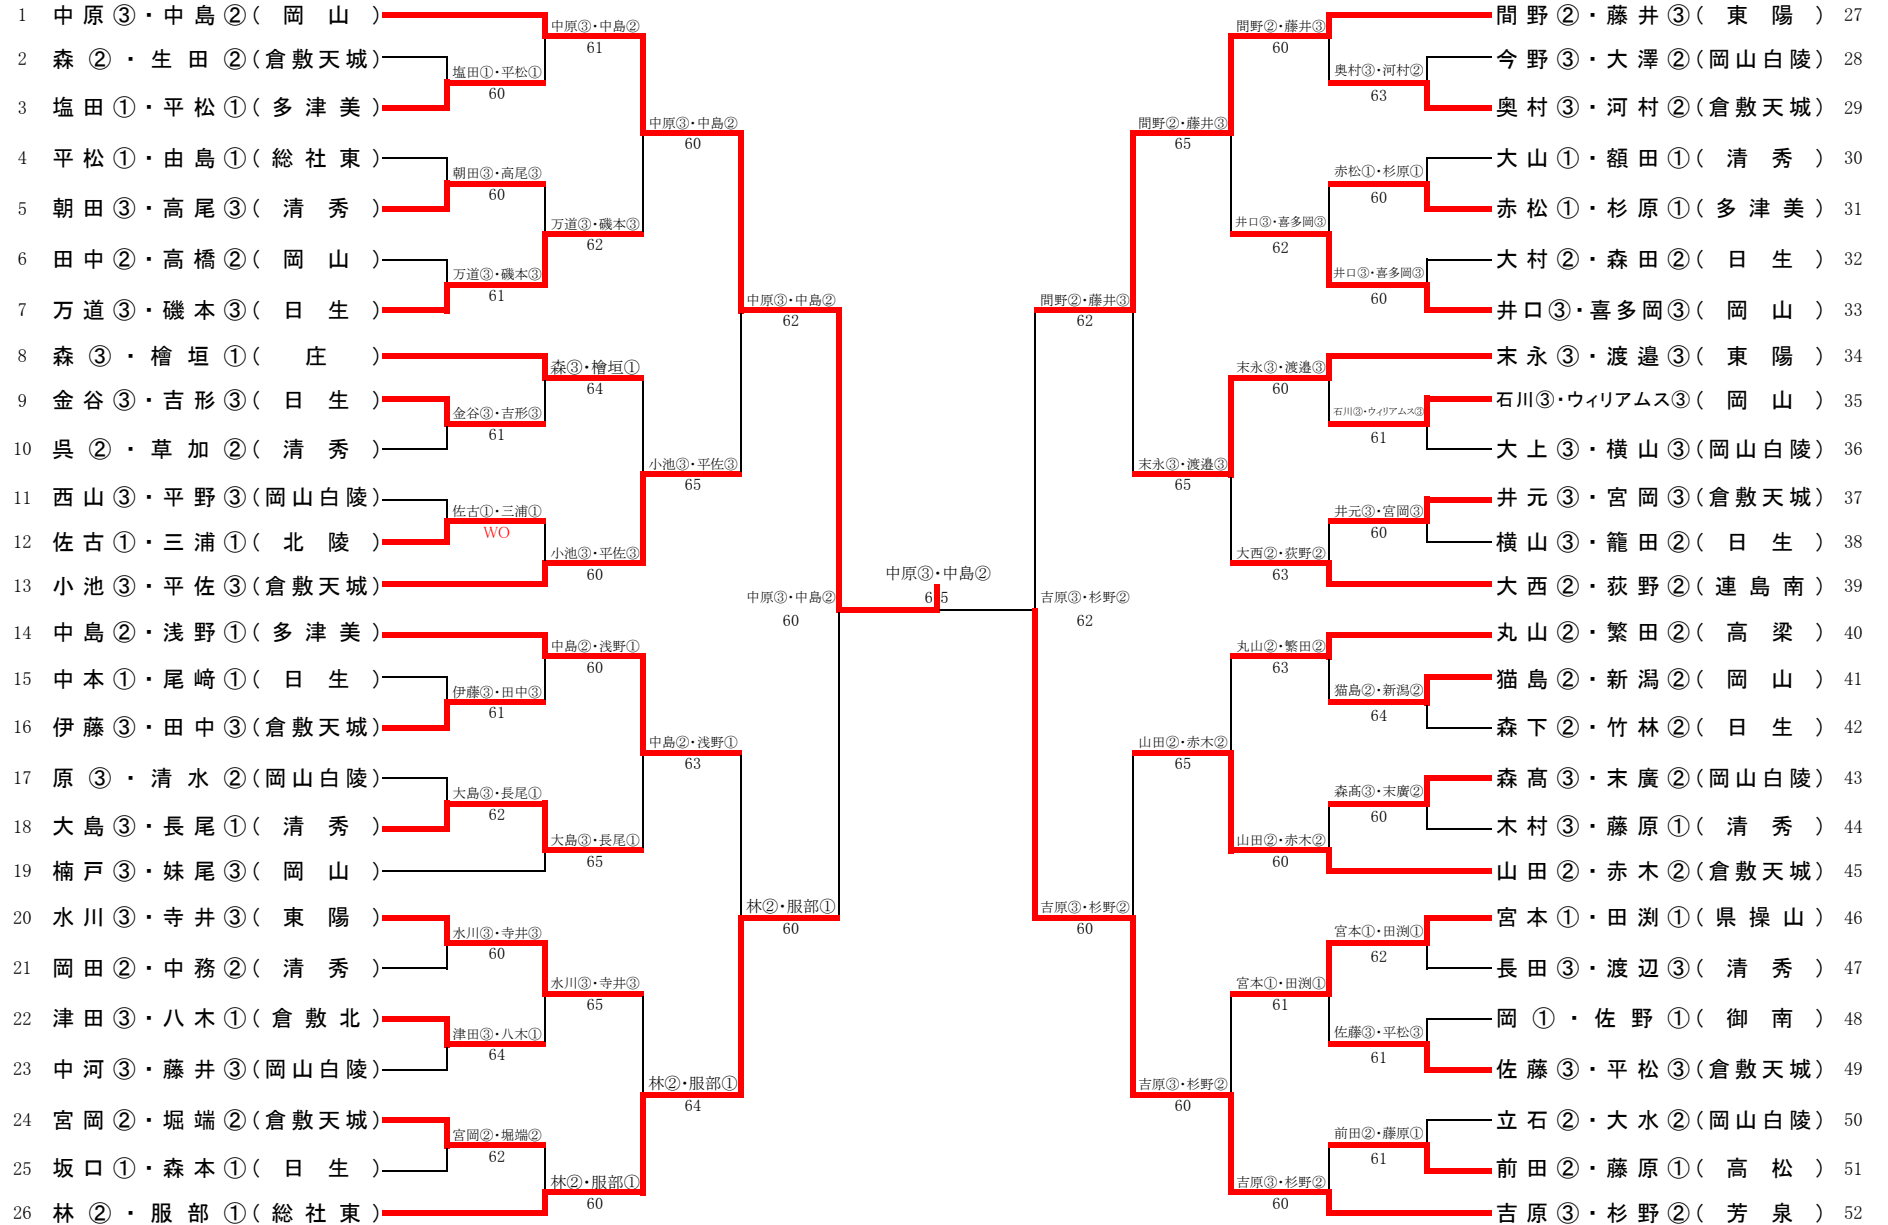 1 中原③・中島②(岡山)
2 森②・生田②(倉敷天城)
3 塩田①・平松①(多津美)
4 平松①・由島①(総社東)
5 朝田③・高尾③(清秀)
6 田中②・高橋②(岡山)
7 万道③・磯本③(日生)
8 森③・檜垣①(庄)
9 金谷③・吉形③(日生)
10 呉②・草加②(清秀)
11 西山③・平野③(岡山白陵)
12 佐古①・三浦①(北陵)
13 小池③・平佐③(倉敷天城)
14 中島②・浅野①(多津美)
15 中本①・尾﨑①(日生)
16 伊藤③・田中③(倉敷天城)
17 原③・清水②(岡山白陵)
18 大島③・長尾①(清秀)
19 楠戸③・妹尾③(岡山)
20 水川③・寺井③(東陽)
21 岡田②・中務②(清秀)
22 津田③・八木①(倉敷北)
23 中河③・藤井③(岡山白陵)
24 宮岡②・堀端②(倉敷天城)
25 坂口①・森本①(日生)
26 林②・服部①(総社東)
塩田①・平松①
60
朝田③・高尾③
60
万道③・磯本③
61
金谷③・吉形③
61
佐古①・三浦①
WO
伊藤③・田中③
61
大島③・長尾①
62
水川③・寺井③
60
津田③・八木①
64
宮岡②・堀端②
62
中原③・中島②
61
万道③・磯本③
62
森③・檜垣①
64
小池③・平佐③
60
中島②・浅野①
60
大島③・長尾①
65
水川③・寺井③
65
林②・服部①
60
中原③・中島②
60
小池③・平佐③
65
中島②・浅野①
63
林②・服部①
64
中原③・中島②
62
林②・服部①
60
中原③・中島②
60
中原③・中島②
65
吉原③・杉野②
62
間野②・藤井③
62
吉原③・杉野②
60
間野②・藤井③
65
末永③・渡邉③
65
山田②・赤木②
65
吉原③・杉野②
60
間野②・藤井③
60
井口③・喜多岡③
62
末永③・渡邉③
60
大西②・荻野②
63
丸山②・繁田②
63
山田②・赤木②
60
宮本①・田渕①
61
吉原③・杉野②
60
奥村③・河村②
63
赤松①・杉原①
60
井口③・喜多岡③
60
石川③・ウィリアムス③
61
井元③・宮岡③
60
猫島②・新潟②
64
森髙③・末廣②
60
宮本①・田渕①
62
佐藤③・平松③
61
前田②・藤原①
61
間野②・藤井③(東陽) 27
今野③・大澤②(岡山白陵) 28
奥村③・河村②(倉敷天城) 29
大山①・額田①(清秀) 30
赤松①・杉原①(多津美) 31
大村②・森田②(日生) 32
井口③・喜多岡③(岡山) 33
末永③・渡邉③(東陽) 34
石川③・ウィリアムス③(岡山) 35
大上③・横山③(岡山白陵) 36
井元③・宮岡③(倉敷天城) 37
横山③・籠田②(日生) 38
大西②・荻野②(連島南) 39
丸山②・繁田②(高梁) 40
猫島②・新潟②(岡山) 41
森下②・竹林②(日生) 42
森髙③・末廣②(岡山白陵) 43
木村③・藤原①(清秀) 44
山田②・赤木②(倉敷天城) 45
宮本①・田渕①(県操山) 46
長田③・渡辺③(清秀) 47
岡①・佐野①(御南) 48
佐藤③・平松③(倉敷天城) 49
立石②・大水②(岡山白陵) 50
前田②・藤原①(高松) 51
吉原③・杉野②(芳泉) 52